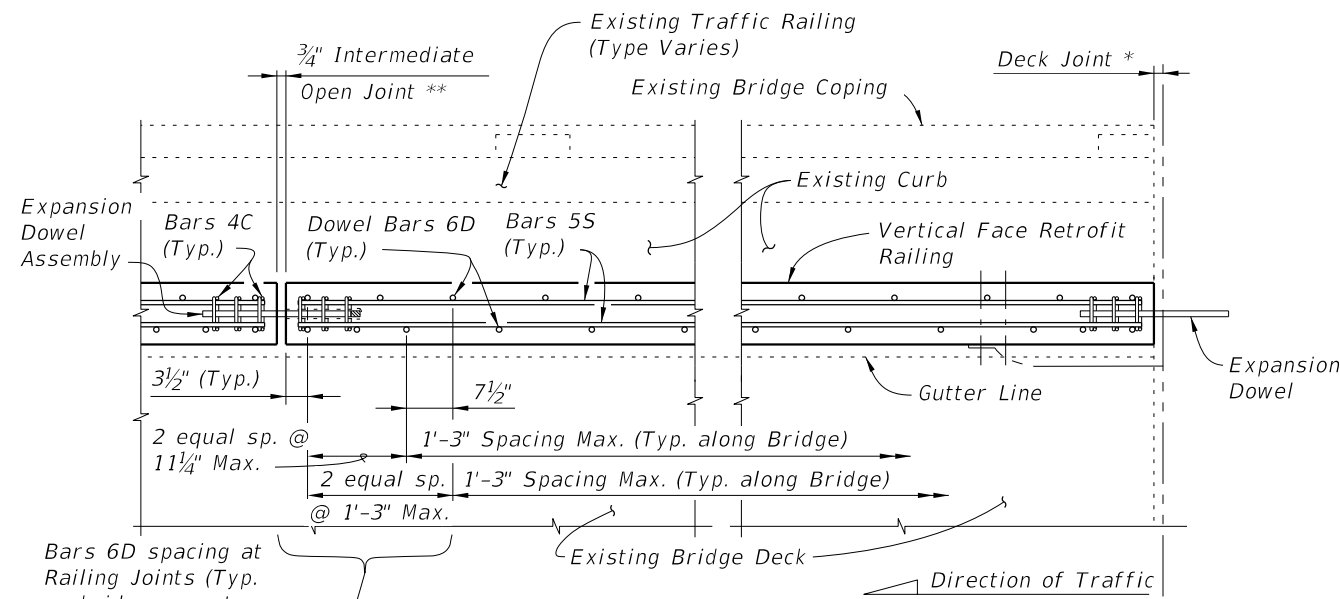 Existing Traffic Railing
(Type Varies)
¾" Intermediate
Open Joint **
Deck Joint *
Existing Bridge Coping
Existing Curb
Expansion
Dowel
Assembly
Bars 4C
(Typ.)
Dowel Bars 6D
(Typ.)
Bars 5S
(Typ.)
Vertical Face Retrofit
Railing
3½" (Typ.)
7½"
Gutter Line
Expansion
Dowel
2 equal sp. @
11¼" Max.
1'-3" Spacing Max. (Typ. along Bridge)
2 equal sp.
@ 1'-3" Max.
1'-3" Spacing Max. (Typ. along Bridge)
Bars 6D spacing at
Railing Joints (Typ.
Existing Bridge Deck
Direction of Traffic